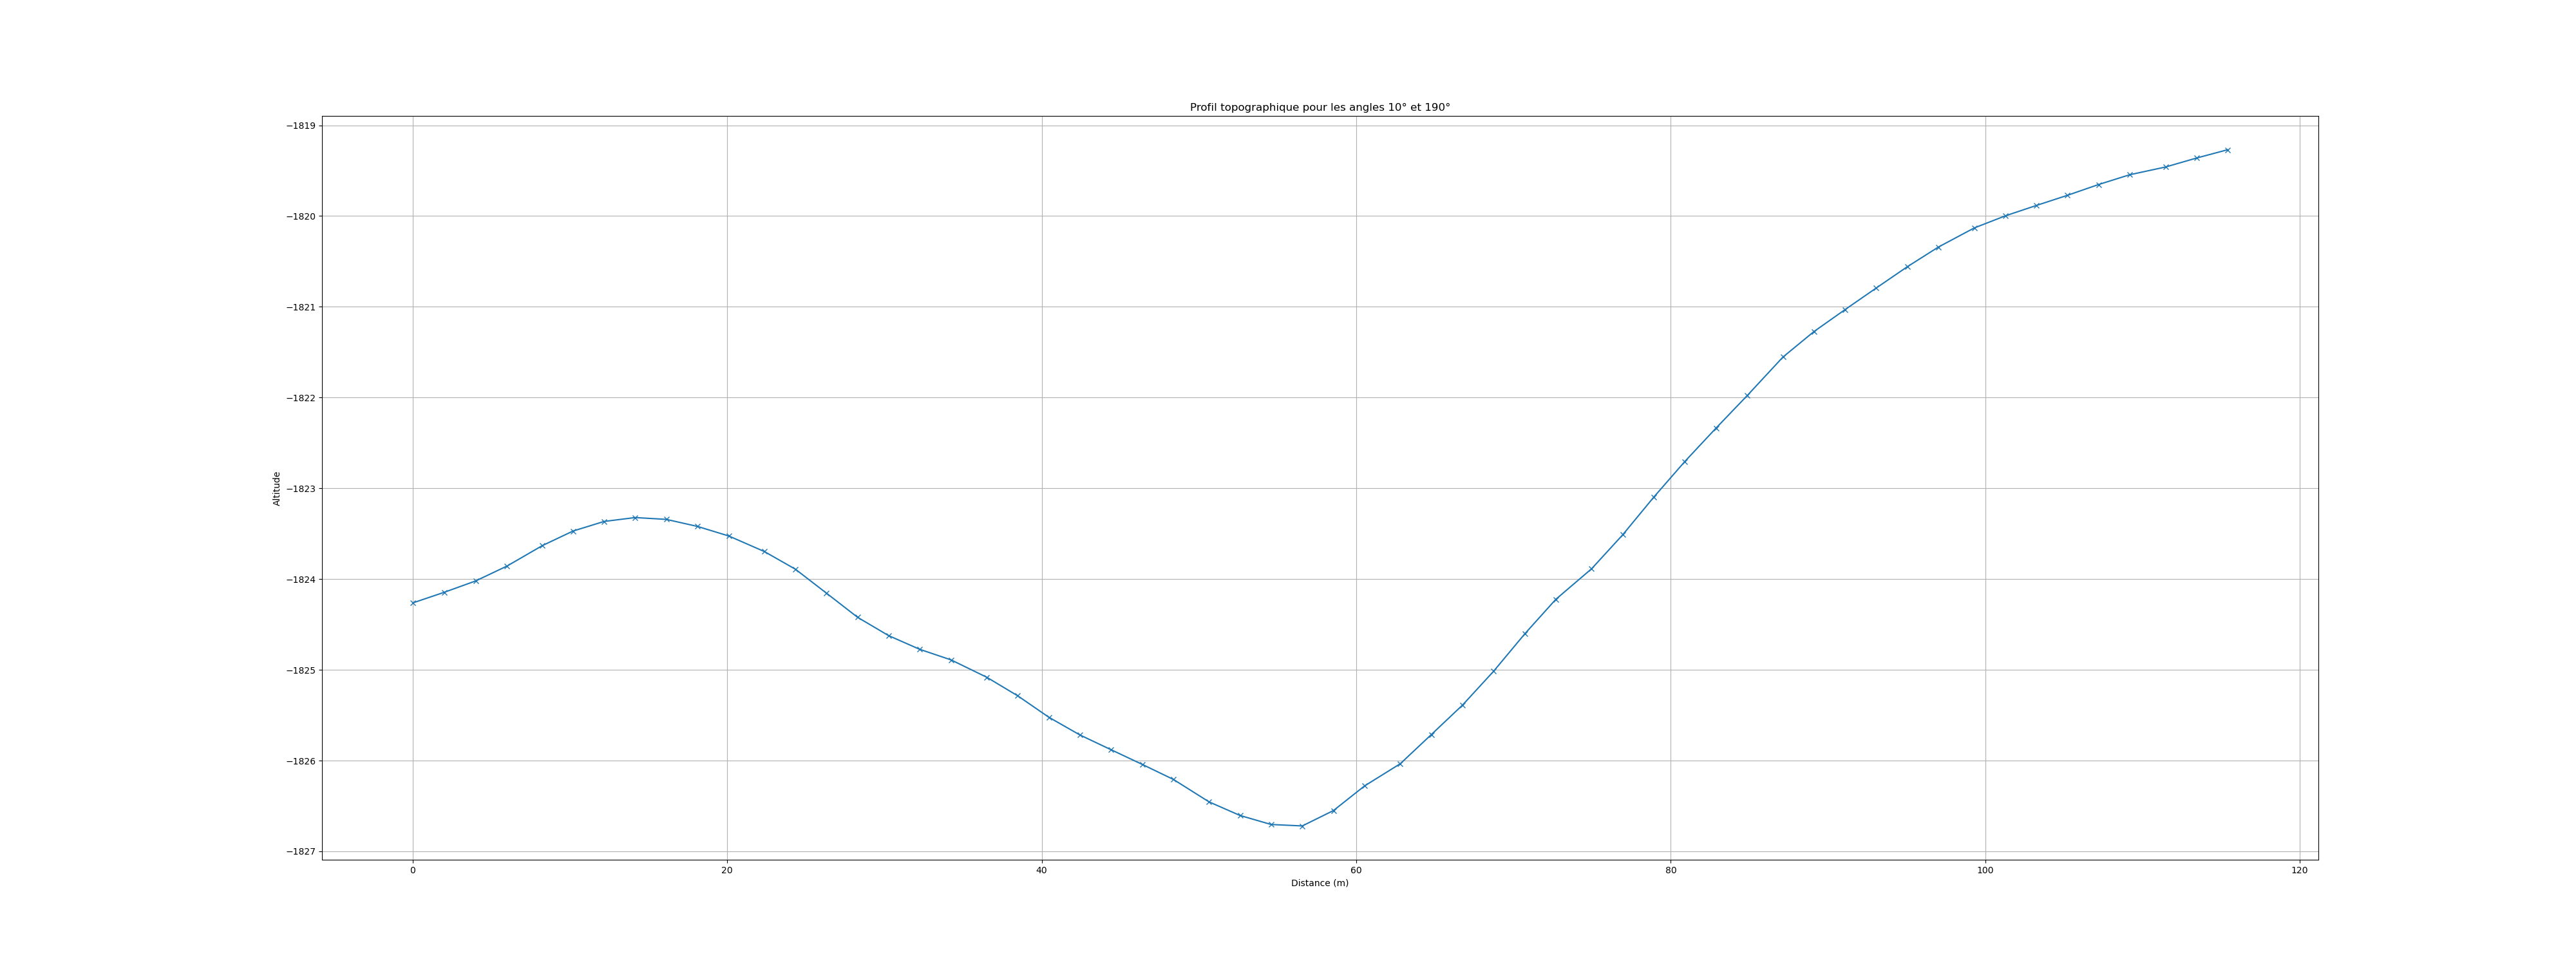 Profil topographique pour les angles 10° et 190°
−1819
−1820
−1821
−1822
−1823
−1824
−1825
−1826
−1827
Altitude
0 20 40 60 80 100 120
Distance (m)